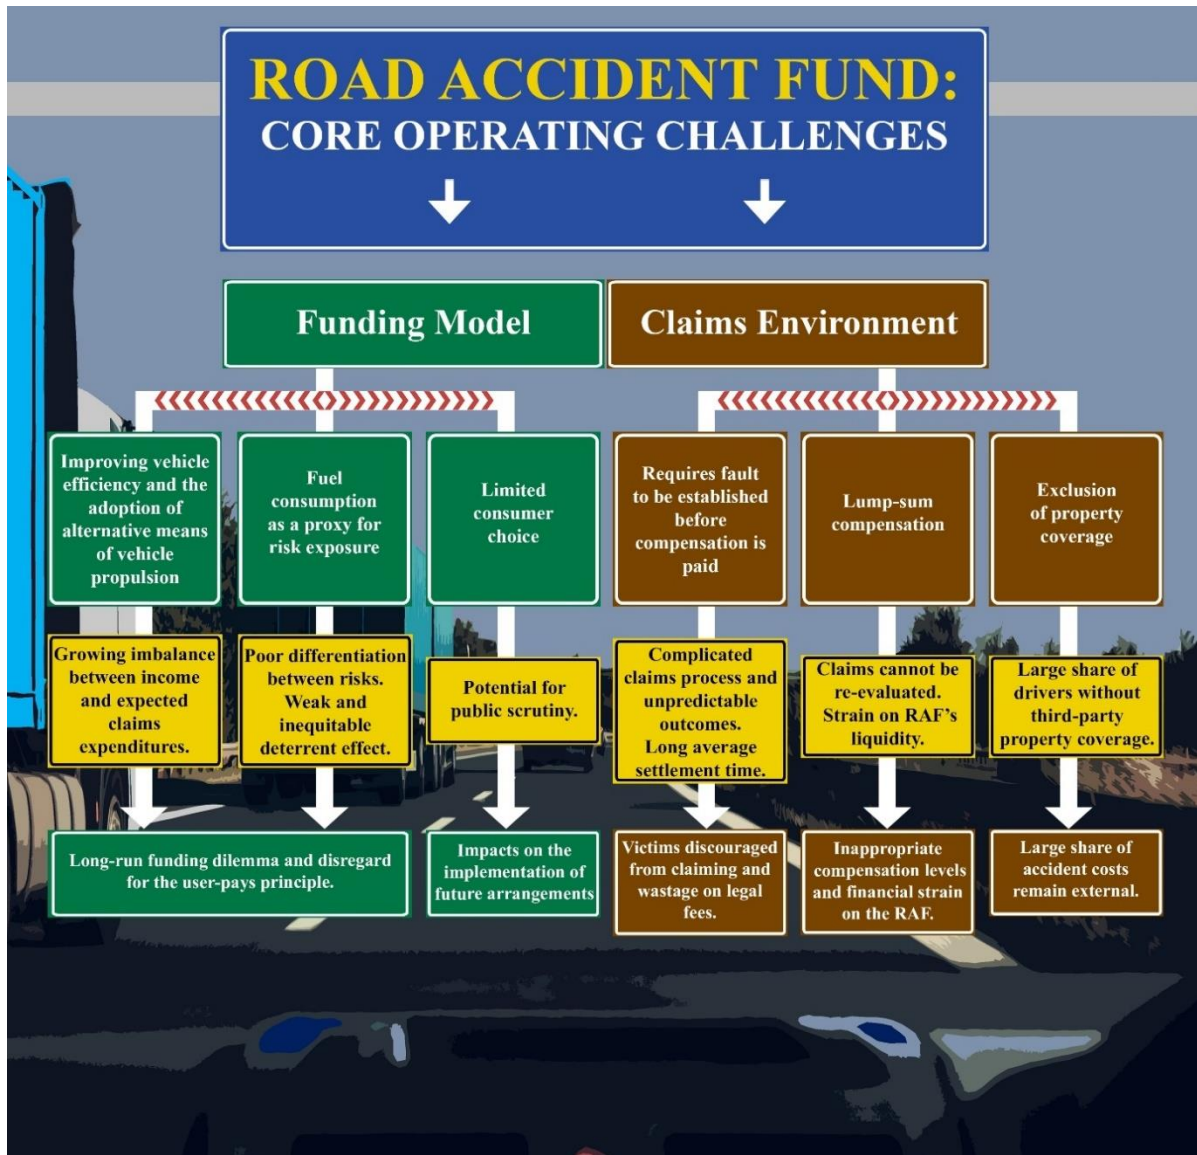 ROAD ACCIDENT FUND:
CORE OPERATING CHALLENGES
Funding Model
Claims Environment
Improving vehicle
efficiency and the
adoption of
alternative means
of vehicle
propulsion
Fuel
consumption
as a proxy for
risk exposure
Limited
consumer
choice
Requires fault
to be established
before
compensation is
paid
Lump-sum
compensation
Exclusion
of property
coverage
Growing imbalance
between income
and expected
claims
expenditures.
Poor differentiation
between risks.
Weak and
inequitable
deterrent effect.
Potential for
public scrutiny.
Complicated
claims process and
unpredictable
outcomes.
Long average
settlement time.
Claims cannot be
re-evaluated.
Strain on RAF's
liquidity.
Large share of
drivers without
third-party
property coverage.
Long-run funding dilemma and disregard
for the user-pays principle.
Impacts on the
implementation of
future arrangements
Victims discouraged
from claiming and
wastage on legal
fees.
Inappropriate
compensation levels
and financial strain
on the RAF.
Large share of
accident costs
remain external.